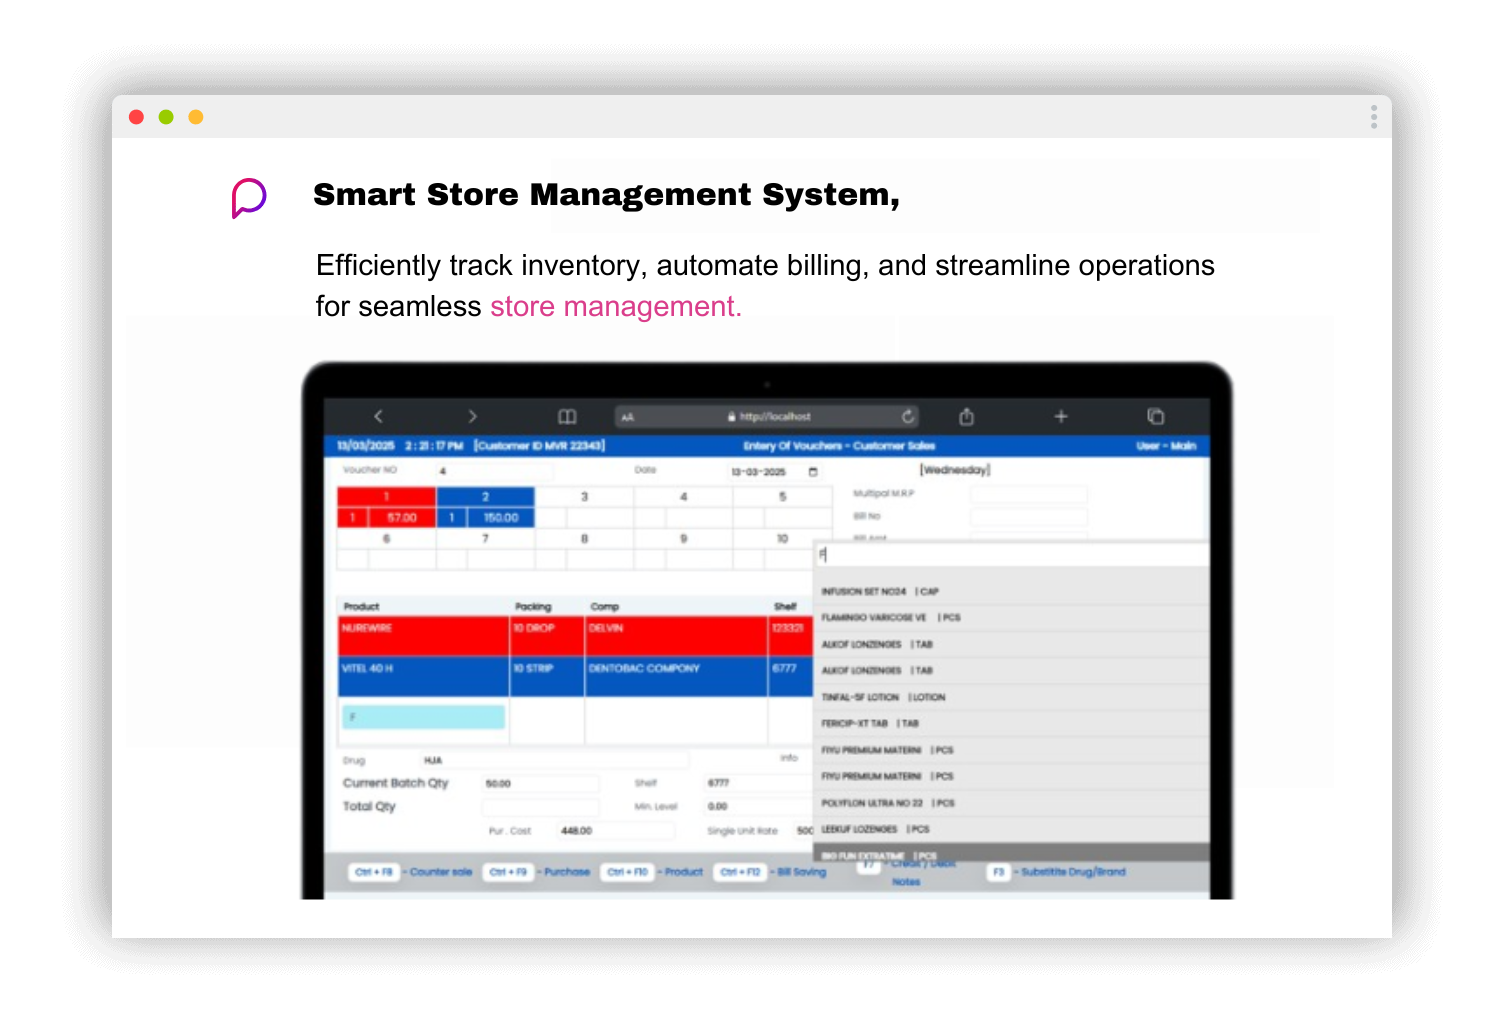 Smart Store Management System,
Efficiently track inventory, automate billing, and streamline operations
for seamless store management.
AA http://localhost
13/03/2025 2 : 21 : 17 PM [Customer ID MVR 22343] Entery Of Vouchers - Customer Sales User - Main
Voucher NO 4 Date 13-03-2025 [Wednesday]
1 2 3 4 5 Multipal M.R.P
1 57.00 1 150.00 Bill No
6 7 8 9 10 Bill Amt
F
Product Packing Comp Shelf
NUREWIRE 10 DROP DELVIN 123321
VITEL 40 H 10 STRIP DENTOBAC COMPONY 6777
F
INFUSION SET NO24 | CAP
FLAMINGO VARICOSE VE | PCS
ALKOF LONZENGES | TAB
ALKOF LONZENGES | TAB
TINFAL-SF LOTION | LOTION
FERICIP-XT TAB | TAB
FIYU PREMIUM MATERNI | PCS
FIYU PREMIUM MATERNI | PCS
POLYFLON ULTRA NO 22 | PCS
LEEKUF LOZENGES | PCS
BIG FUN EXTRATIME | PCS
Drug HJA Info
Current Batch Qty 50.00 Shelf 6777
Total Qty Min. Level 0.00
Pur. Cost 448.00 Single Unit Rate 500
Ctrl + F8 - Counter sale Ctrl + F9 - Purchase Ctrl + F10 - Product Ctrl + F12 - Bill Saving F7 - Credit / Debit Notes F3 - Substitite Drug/Brand